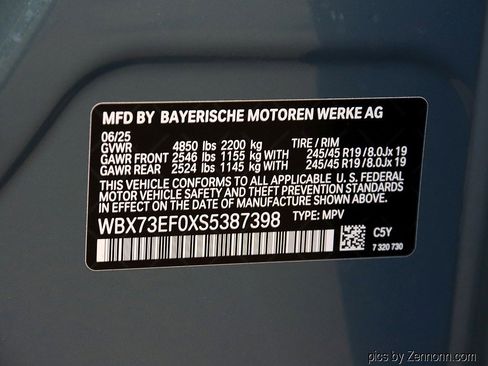 MFD BY BAYERISCHE MOTOREN WERKE AG
06/25
GVWR 4850 lbs 2200 kg TIRE / RIM
GAWR FRONT 2546 lbs 1155 kg WITH 245/45 R19 / 8.0Jx 19
GAWR REAR 2524 lbs 1145 kg WITH 245/45 R19 / 8.0Jx 19
THIS VEHICLE CONFORMS TO ALL APPLICABLE U. S. FEDERAL
MOTOR VEHICLE SAFETY AND THEFT PREVENTION STANDARDS
IN EFFECT ON THE DATE OF MANUFACTURE SHOWN ABOVE.
WBX73EF0XS5387398 TYPE: MPV
C5Y
7 320 730
pics by Zennonn.com